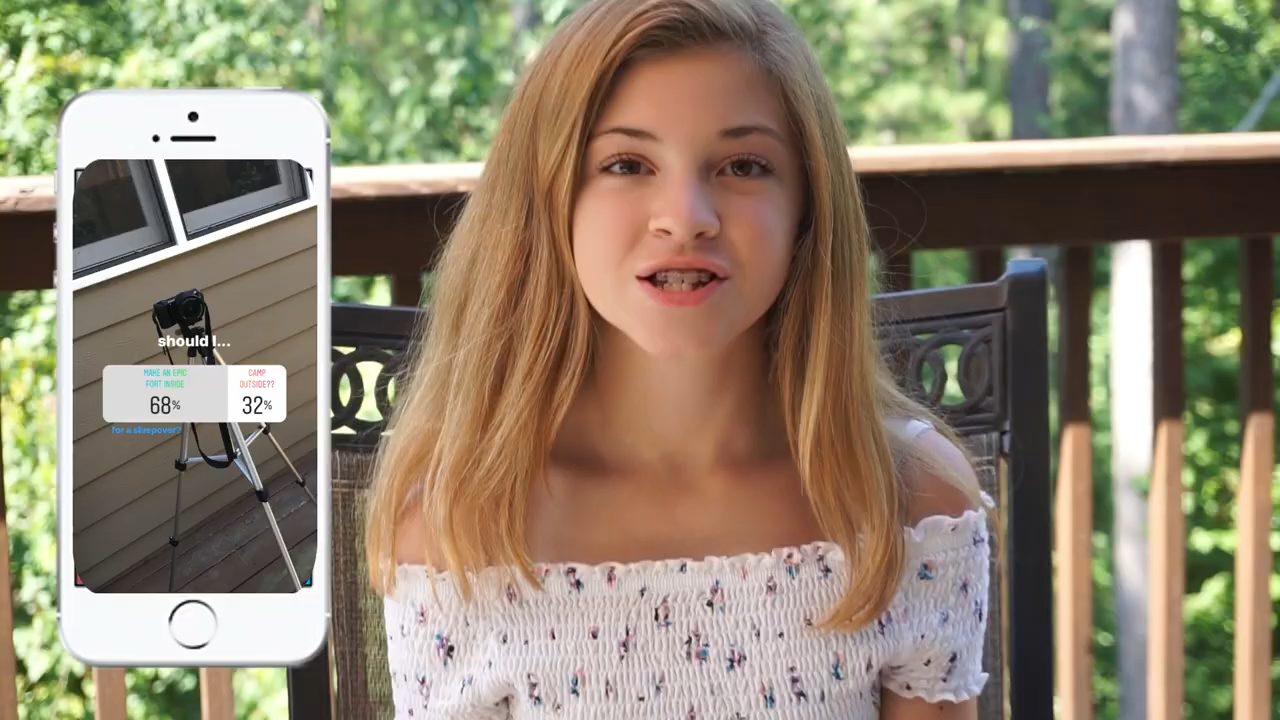 should I...
MAKE AN EPIC
FORT INSIDE
68%
CAMP
OUTSIDE??
32%
for a sleepover?